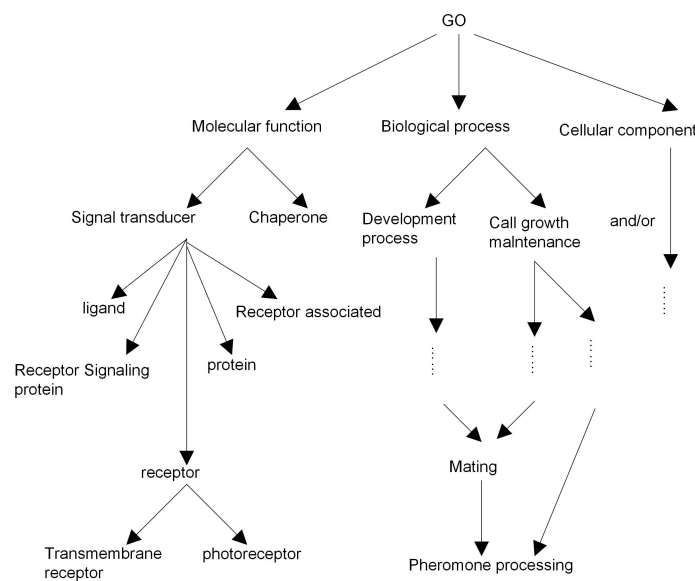 GO
Molecular function
Biological process
Cellular component
Signal transducer
Chaperone
Development
process
Call growth
maIntenance
and/or
ligand
Receptor associated
Receptor Signaling
protein
protein
receptor
Mating
Transmembrane
receptor
photoreceptor
Pheromone processing